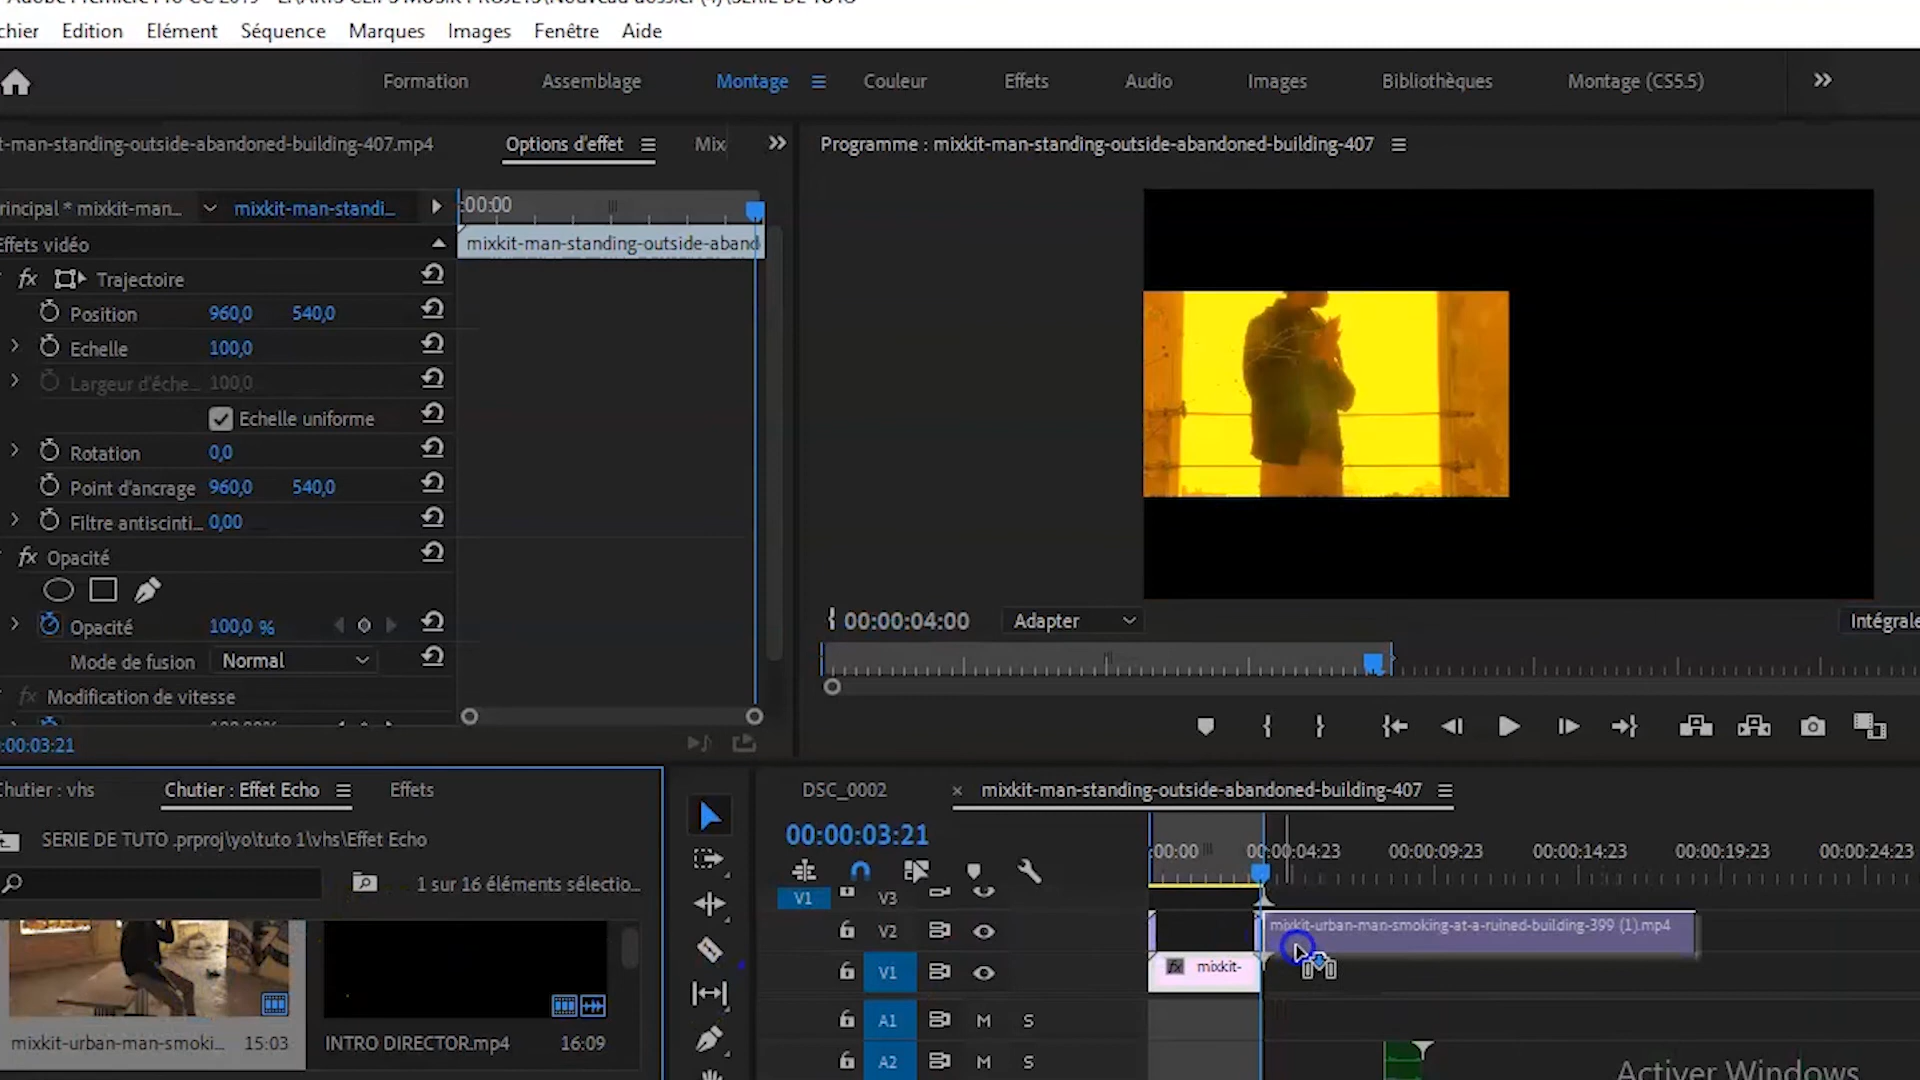 Edition Elément Séquence Marques Images Fenêtre Aide
Formation Assemblage Montage Couleur Effets Audio Images Bibliothèques Montage (CS5.5)
t-man-standing-outside-abandoned-building-407.mp4 Options d'effet Mix
Programme : mixkit-man-standing-outside-abandoned-building-407
rincipal * mixkit-man... mixkit-man-standi... :00:00
Effets vidéo mixkit-man-standing-outside-aband
fx Trajectoire
Position 960,0 540,0
Echelle 100,0
Largeur d'éche... 100,0
Echelle uniforme
Rotation 0,0
Point d'ancrage 960,0 540,0
Filtre antiscinti... 0,00
fx Opacité
Opacité 100,0 %
Mode de fusion Normal
fx Modification de vitesse
:00:03:21
00:00:04:00 Adapter Intégrale
Chutier : vhs Chutier : Effet Echo Effets
SERIE DE TUTO .prproj\yo\tuto 1\vhs\Effet Echo
1 sur 16 éléments sélectio...
mixkit-urban-man-smoki... 15:03 INTRO DIRECTOR.mp4 16:09
DSC_0002 × mixkit-man-standing-outside-abandoned-building-407
00:00:03:21
:00:00 00:00:04:23 00:00:09:23 00:00:14:23 00:00:19:23 00:00:24:23
V1 V3
V2 mixkit-urban-man-smoking-at-a-ruined-building-399 (1).mp4
V1 fx mixkit-
A1 M S
A2 M S
Activer Windows